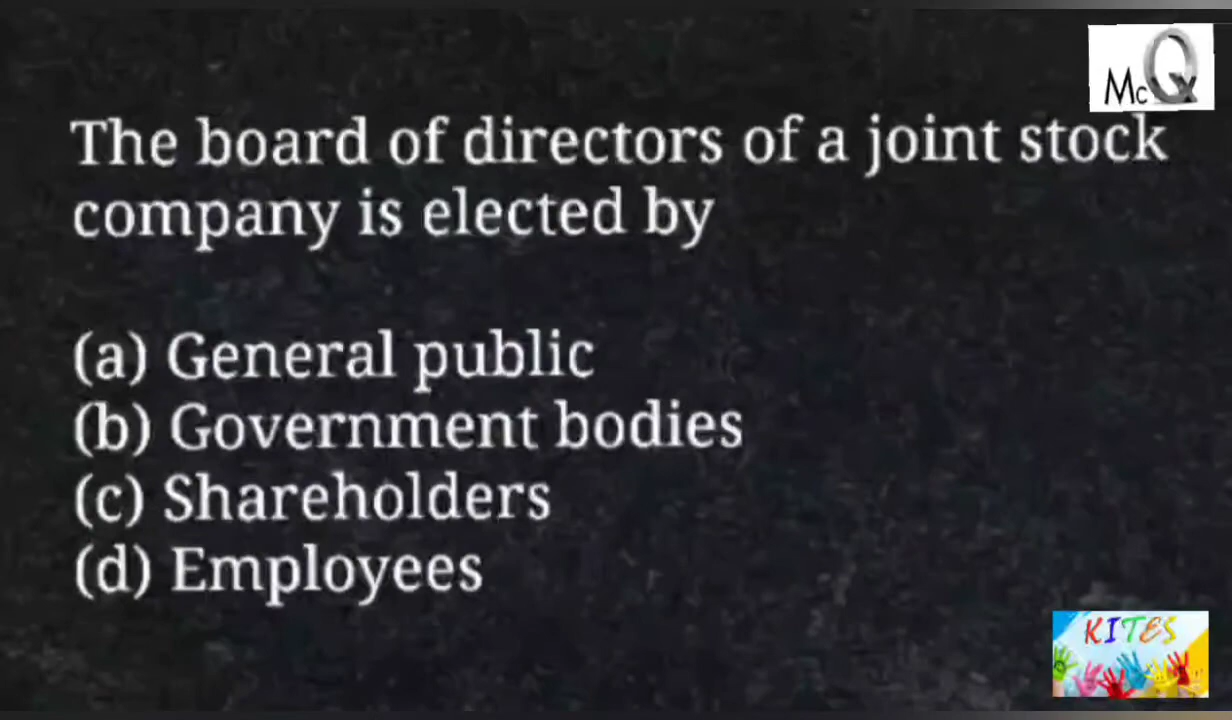 McQ
The board of directors of a joint stock
company is elected by
(a) General public
(b) Government bodies
(c) Shareholders
(d) Employees
KITES